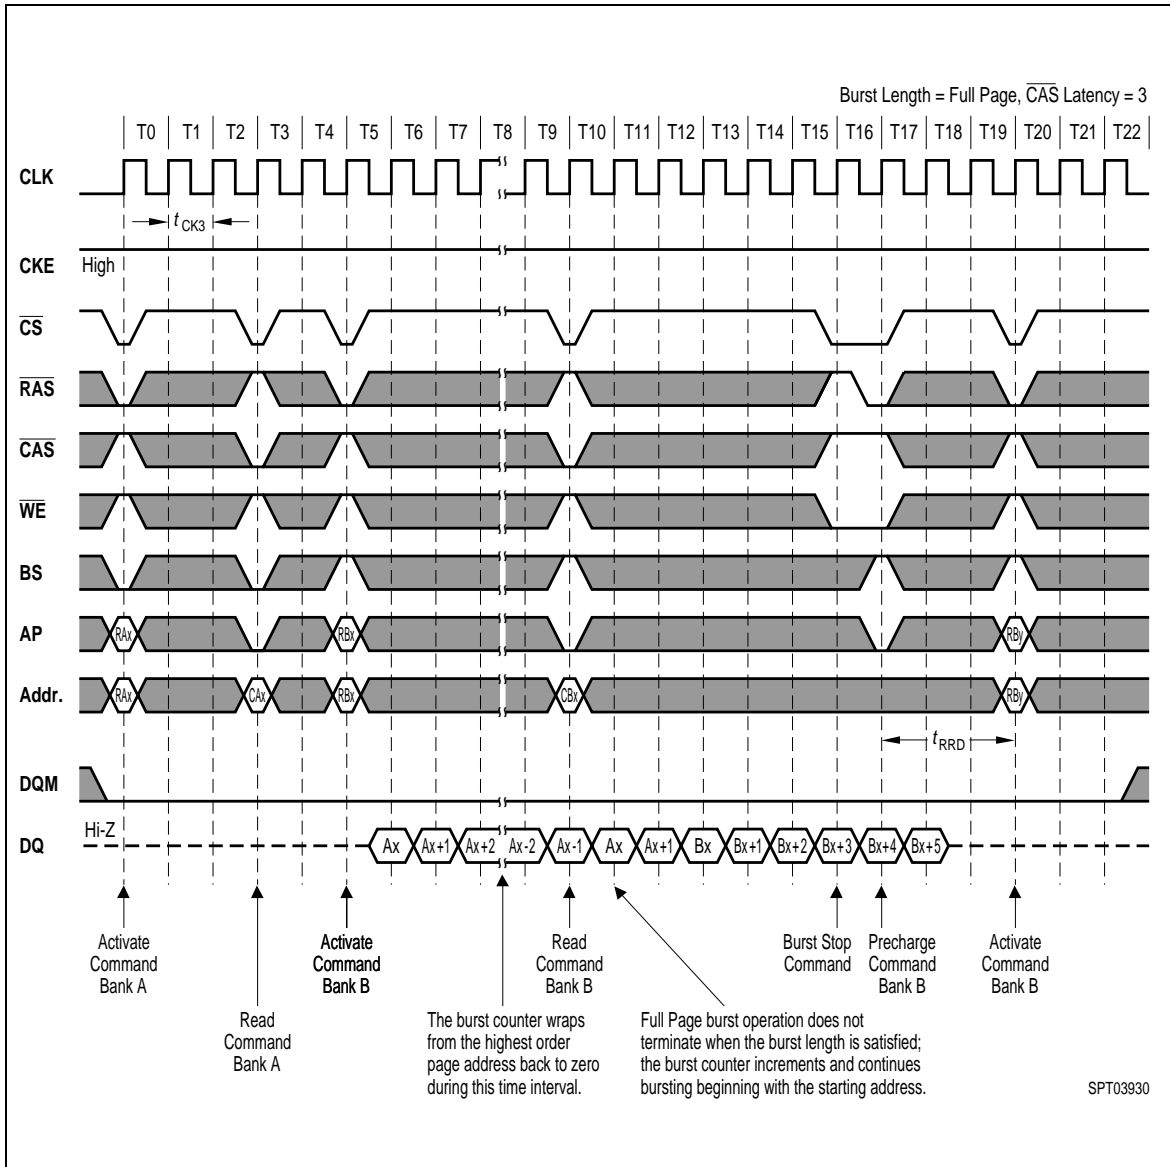 Burst Length = Full Page, CAS Latency = 3
T0 T1 T2 T3 T4 T5 T6 T7 T8 T9 T10 T11 T12 T13 T14 T15 T16 T17 T18 T19 T20 T21 T22
CLK
t CK3
CKE High
CS
RAS
CAS
WE
BS
AP RAx RBx RBy
Addr. RAx CAx RBx CBx RBy
t RRD
DQM
Hi-Z
DQ Ax Ax+1 Ax+2 Ax-2 Ax-1 Ax Ax+1 Bx Bx+1 Bx+2 Bx+3 Bx+4 Bx+5
Activate
Command
Bank A
Read
Command
Bank A
Activate
Command
Bank B
The burst counter wraps
from the highest order
page address back to zero
during this time interval.
Read
Command
Bank B
Full Page burst operation does not
terminate when the burst length is satisfied;
the burst counter increments and continues
bursting beginning with the starting address.
Burst Stop
Command
Precharge
Command
Bank B
Activate
Command
Bank B
SPT03930